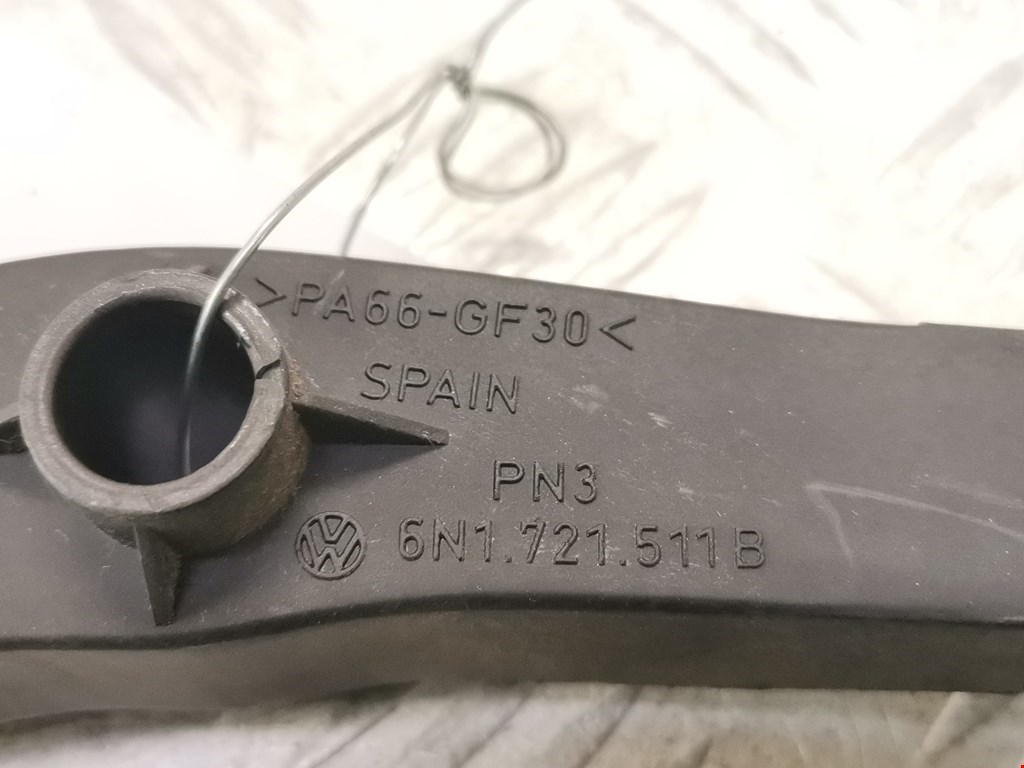 >PA66-GF30<
SPAIN
PN3
6N1.721.511B